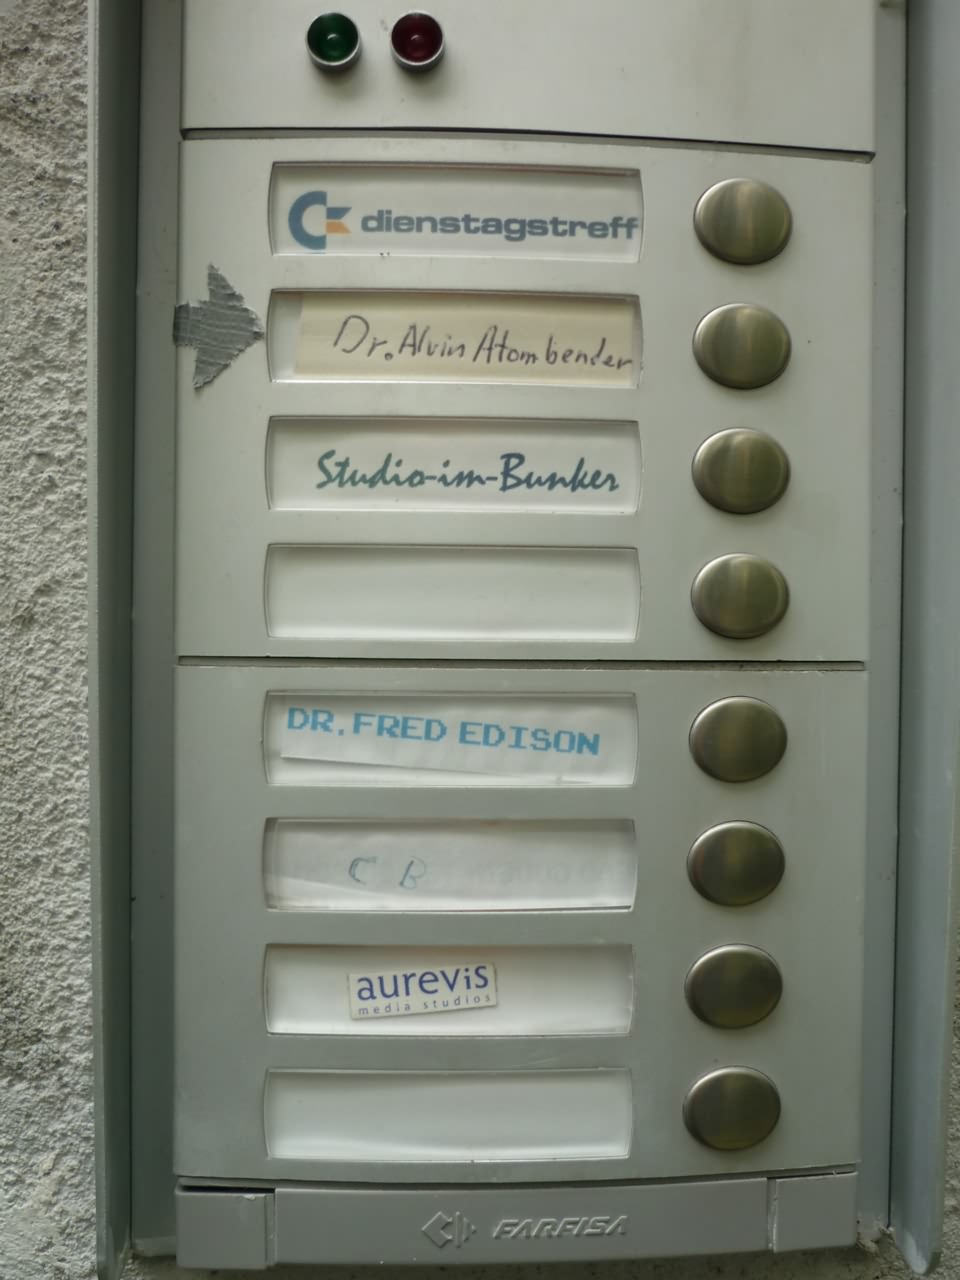 dienstagstreff
Dr. Alvin Atombender
Studio-im-Bunker
DR. FRED EDISON
C B
aurevis
media studios
FARFISA